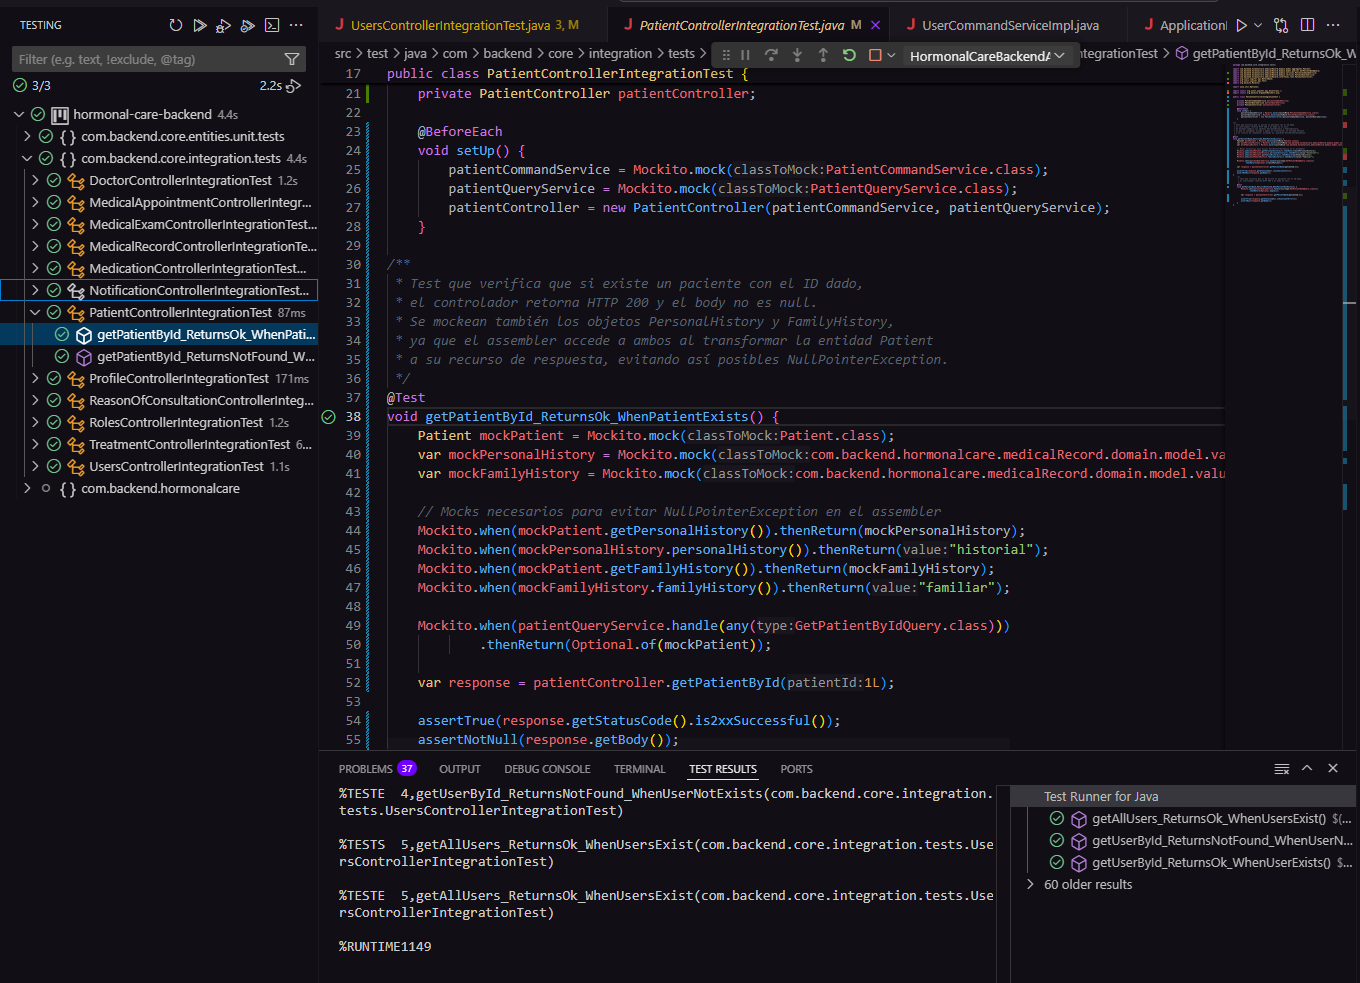 TESTING
Filter (e.g. text, !exclude, @tag)
3/3
2.2s
hormonal-care-backend 4.4s
{ } com.backend.core.entities.unit.tests
{ } com.backend.core.integration.tests 4.4s
DoctorControllerIntegrationTest 1.2s
MedicalAppointmentControllerIntegr...
MedicalExamControllerIntegrationTest...
MedicalRecordControllerIntegrationTe...
MedicationControllerIntegrationTest...
NotificationControllerIntegrationTest...
PatientControllerIntegrationTest 87ms
getPatientById_ReturnsOk_WhenPati...
getPatientById_ReturnsNotFound_W...
ProfileControllerIntegrationTest 171ms
ReasonOfConsultationControllerInteg...
RolesControllerIntegrationTest 1.2s
TreatmentControllerIntegrationTest 6...
UsersControllerIntegrationTest 1.1s
{ } com.backend.hormonalcare
J UsersControllerIntegrationTest.java 3, M
J PatientControllerIntegrationTest.java M
J UserCommandServiceImpl.java
J Application
src > test > java > com > backend > core > integration > tests >
HormonalCareBackendA
ntegrationTest > getPatientById_ReturnsOk_W
17 public class PatientControllerIntegrationTest {
21 private PatientController patientController;
22
23 @BeforeEach
24 void setUp() {
25 patientCommandService = Mockito.mock(classToMock:PatientCommandService.class);
26 patientQueryService = Mockito.mock(classToMock:PatientQueryService.class);
27 patientController = new PatientController(patientCommandService, patientQueryService);
28 }
29
30 /**
31 * Test que verifica que si existe un paciente con el ID dado,
32 * el controlador retorna HTTP 200 y el body no es null.
33 * Se mockean también los objetos PersonalHistory y FamilyHistory,
34 * ya que el assembler accede a ambos al transformar la entidad Patient
35 * a su recurso de respuesta, evitando así posibles NullPointerException.
36 */
37 @Test
38 void getPatientById_ReturnsOk_WhenPatientExists() {
39 Patient mockPatient = Mockito.mock(classToMock:Patient.class);
40 var mockPersonalHistory = Mockito.mock(classToMock:com.backend.hormonalcare.medicalRecord.domain.model.va
41 var mockFamilyHistory = Mockito.mock(classToMock:com.backend.hormonalcare.medicalRecord.domain.model.valu
42
43 // Mocks necesarios para evitar NullPointerException en el assembler
44 Mockito.when(mockPatient.getPersonalHistory()).thenReturn(mockPersonalHistory);
45 Mockito.when(mockPersonalHistory.personalHistory()).thenReturn(value:"historial");
46 Mockito.when(mockPatient.getFamilyHistory()).thenReturn(mockFamilyHistory);
47 Mockito.when(mockFamilyHistory.familyHistory()).thenReturn(value:"familiar");
48
49 Mockito.when(patientQueryService.handle(any(type:GetPatientByIdQuery.class)))
50 .thenReturn(Optional.of(mockPatient));
51
52 var response = patientController.getPatientById(patientId:1L);
53
54 assertTrue(response.getStatusCode().is2xxSuccessful());
55 assertNotNull(response.getBody());
PROBLEMS 37 OUTPUT DEBUG CONSOLE TERMINAL TEST RESULTS PORTS
%TESTE 4,getUserById_ReturnsNotFound_WhenUserNotExists(com.backend.core.integration.
tests.UsersControllerIntegrationTest)
%TESTS 5,getAllUsers_ReturnsOk_WhenUsersExist(com.backend.core.integration.tests.Use
rsControllerIntegrationTest)
%TESTE 5,getAllUsers_ReturnsOk_WhenUsersExist(com.backend.core.integration.tests.Use
rsControllerIntegrationTest)
%RUNTIME1149
Test Runner for Java
getAllUsers_ReturnsOk_WhenUsersExist() $(...
getUserById_ReturnsNotFound_WhenUserN...
getUserById_ReturnsOk_WhenUserExists() $...
60 older results